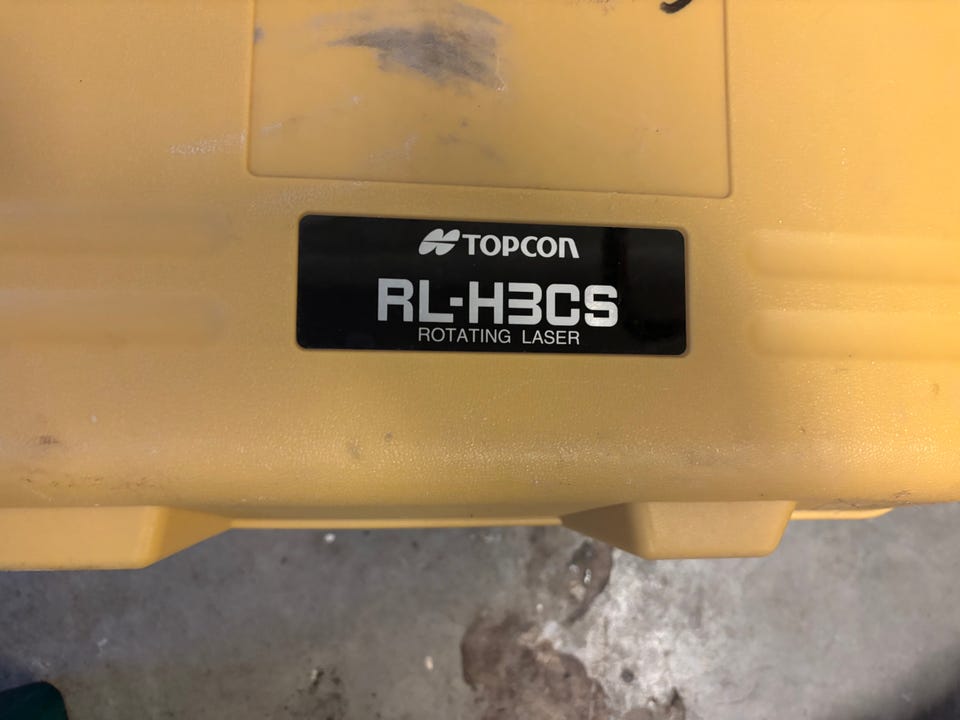 TOPCON
RL-H3CS
ROTATING LASER